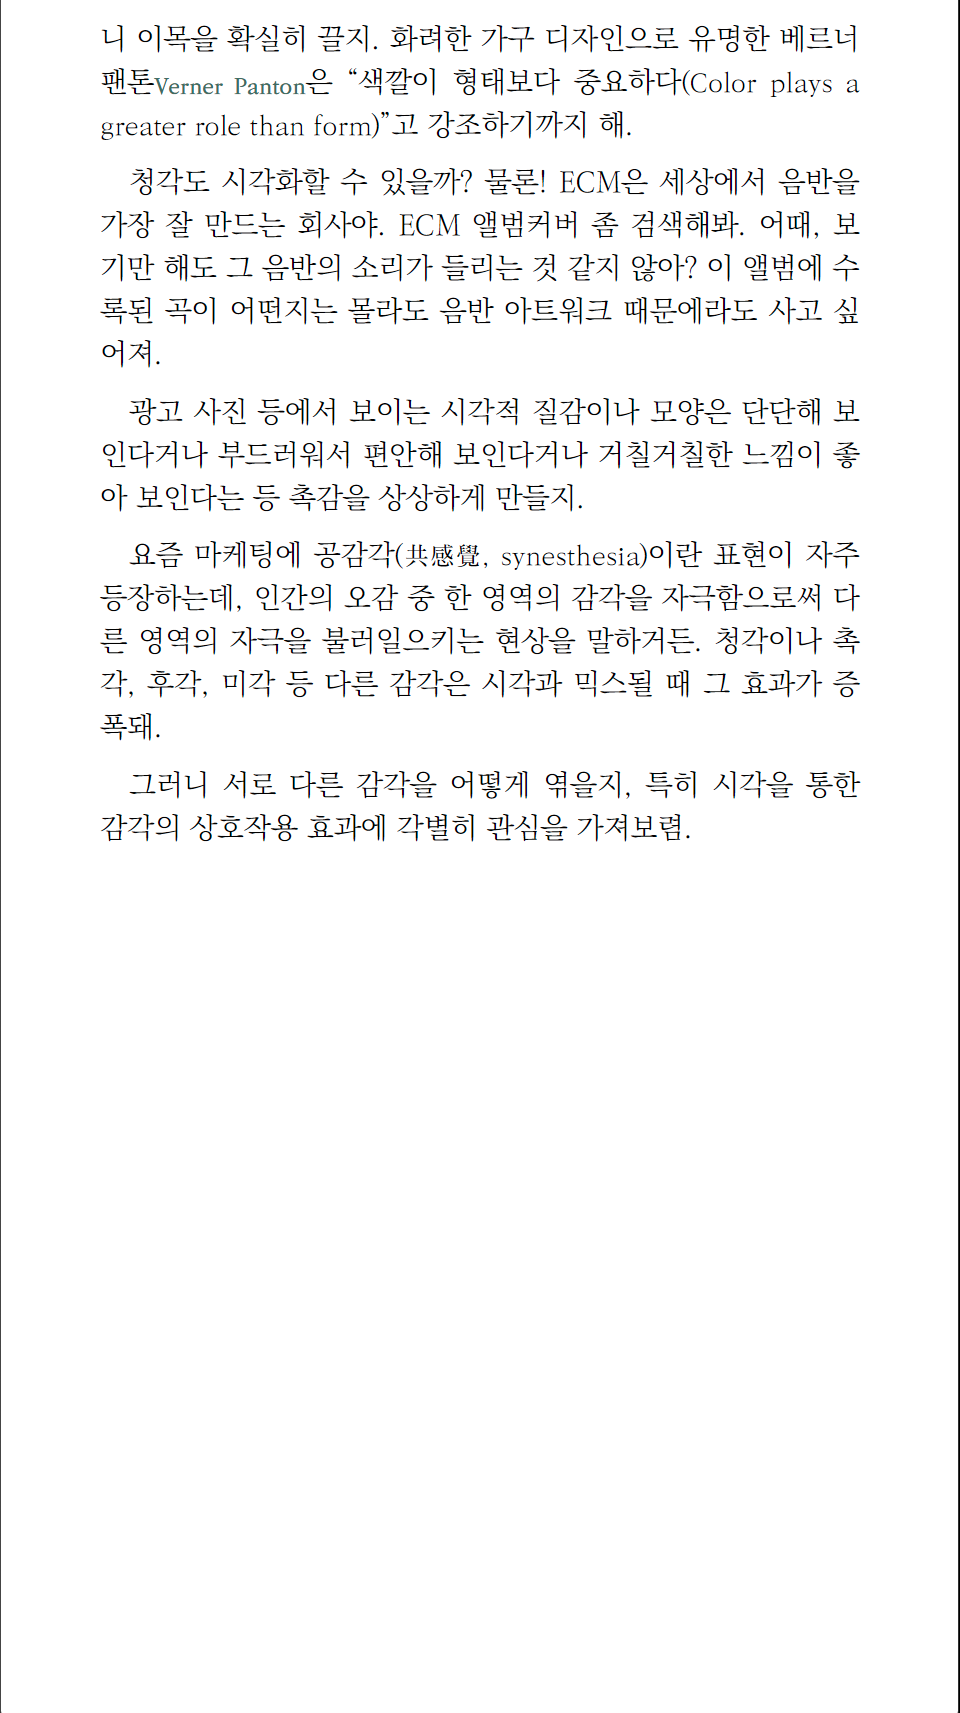 니 이목을 확실히 끌지. 화려한 가구 디자인으로 유명한 베르너
팬톤Verner Panton은 “색깔이 형태보다 중요하다(Color plays a
greater role than form)”고 강조하기까지 해.
청각도 시각화할 수 있을까? 물론! ECM은 세상에서 음반을
가장 잘 만드는 회사야. ECM 앨범커버 좀 검색해봐. 어때, 보
기만 해도 그 음반의 소리가 들리는 것 같지 않아? 이 앨범에 수
록된 곡이 어떤지는 몰라도 음반 아트워크 때문에라도 사고 싶
어져.
광고 사진 등에서 보이는 시각적 질감이나 모양은 단단해 보
인다거나 부드러워서 편안해 보인다거나 거칠거칠한 느낌이 좋
아 보인다는 등 촉감을 상상하게 만들지.
요즘 마케팅에 공감각(共感覺, synesthesia)이란 표현이 자주
등장하는데, 인간의 오감 중 한 영역의 감각을 자극함으로써 다
른 영역의 자극을 불러일으키는 현상을 말하거든. 청각이나 촉
각, 후각, 미각 등 다른 감각은 시각과 믹스될 때 그 효과가 증
폭돼.
그러니 서로 다른 감각을 어떻게 엮을지, 특히 시각을 통한
감각의 상호작용 효과에 각별히 관심을 가져보렴.